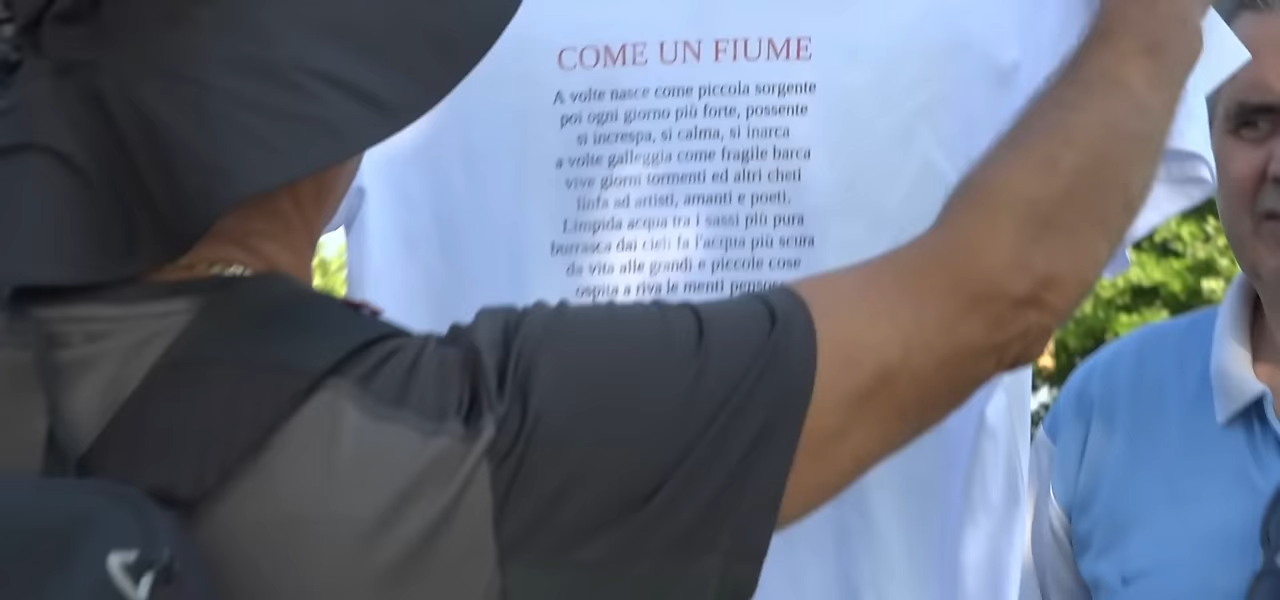 COME UN FIUME
A volte nasce come piccola sorgente
poi ogni giorno più forte, possente
si increspa, si calma, si inarca
a volte galleggia come fragile barca
vive giorni tormenti ed altri cheti
linfa ad artisti, amanti e poeti.
Limpida acqua tra i sassi più pura
burrasca dai cieli fa l'acqua più scura
da vita alle grandi e piccole cose
ospita a riva le menti pensose